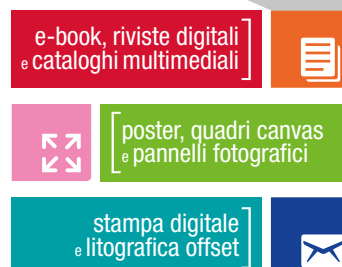 e-book, riviste digitali
e cataloghi multimediali
poster, quadri canvas
e pannelli fotografici
stampa digitale
e litografica offset